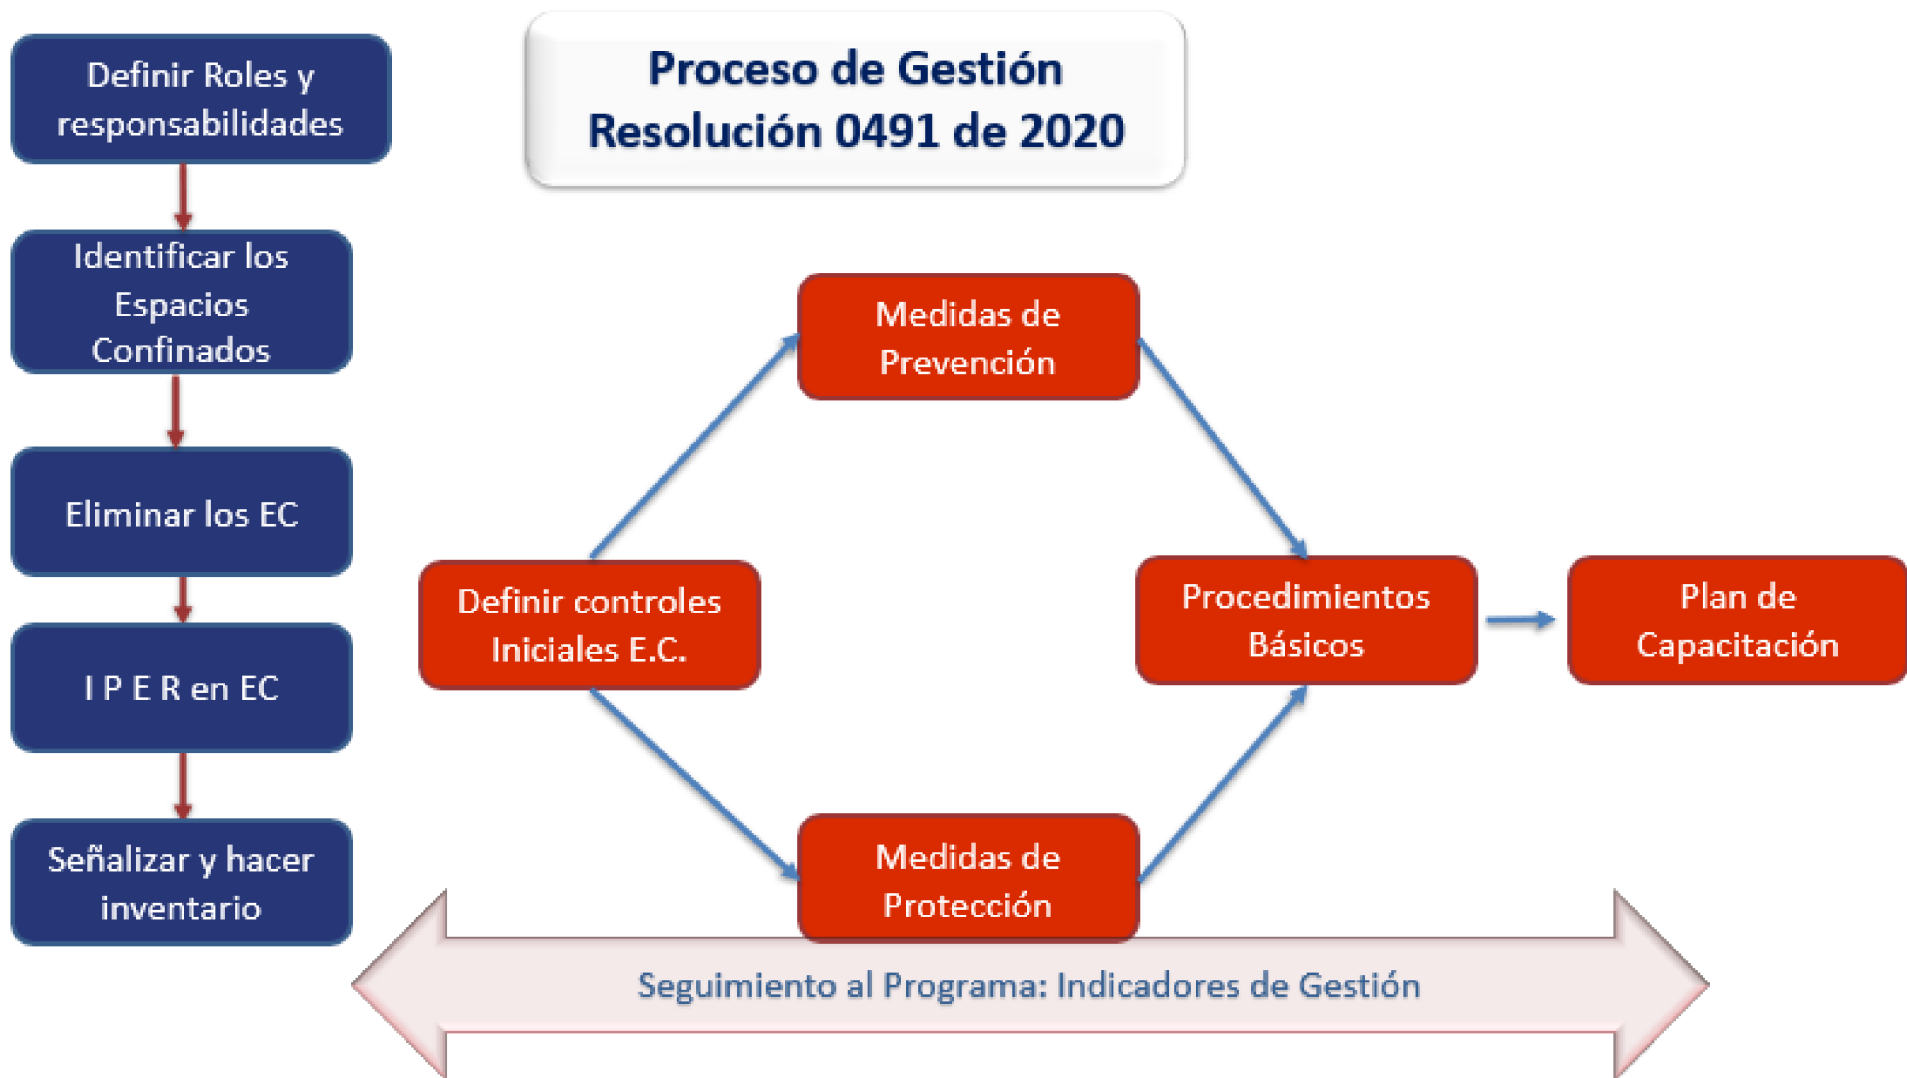 Proceso de Gestión
Resolución 0491 de 2020
Definir Roles y
responsabilidades
Identificar los
Espacios
Confinados
Eliminar los EC
I P E R en EC
Señalizar y hacer
inventario
Definir controles
Iniciales E.C.
Medidas de
Prevención
Medidas de
Protección
Procedimientos
Básicos
Plan de
Capacitación
Seguimiento al Programa: Indicadores de Gestión